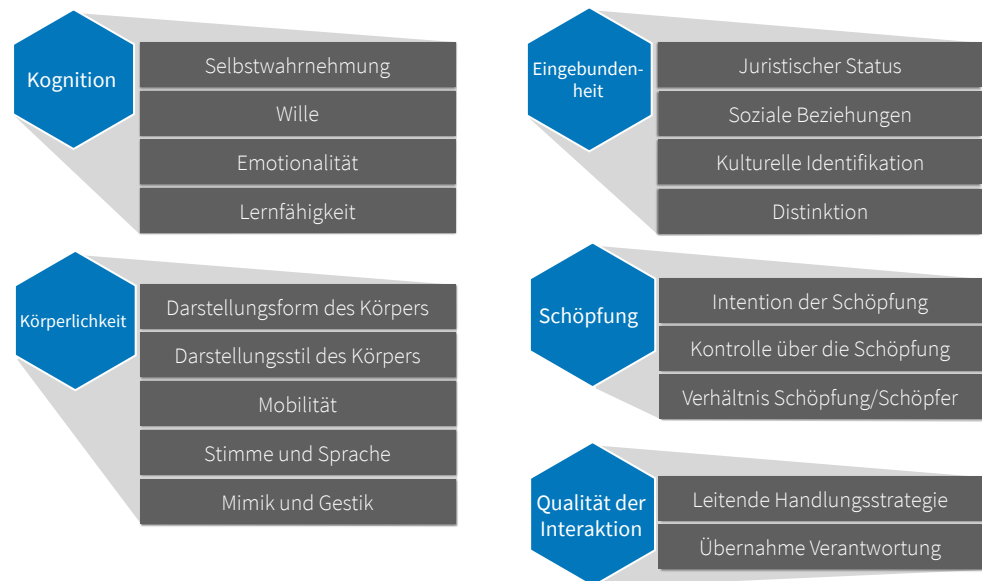 Kognition
Selbstwahrnehmung
Wille
Emotionalität
Lernfähigkeit
Körperlichkeit
Darstellungsform des Körpers
Darstellungsstil des Körpers
Mobilität
Stimme und Sprache
Mimik und Gestik
Eingebunden-
heit
Juristischer Status
Soziale Beziehungen
Kulturelle Identifikation
Distinktion
Schöpfung
Intention der Schöpfung
Kontrolle über die Schöpfung
Verhältnis Schöpfung/Schöpfer
Qualität der
Interaktion
Leitende Handlungsstrategie
Übernahme Verantwortung